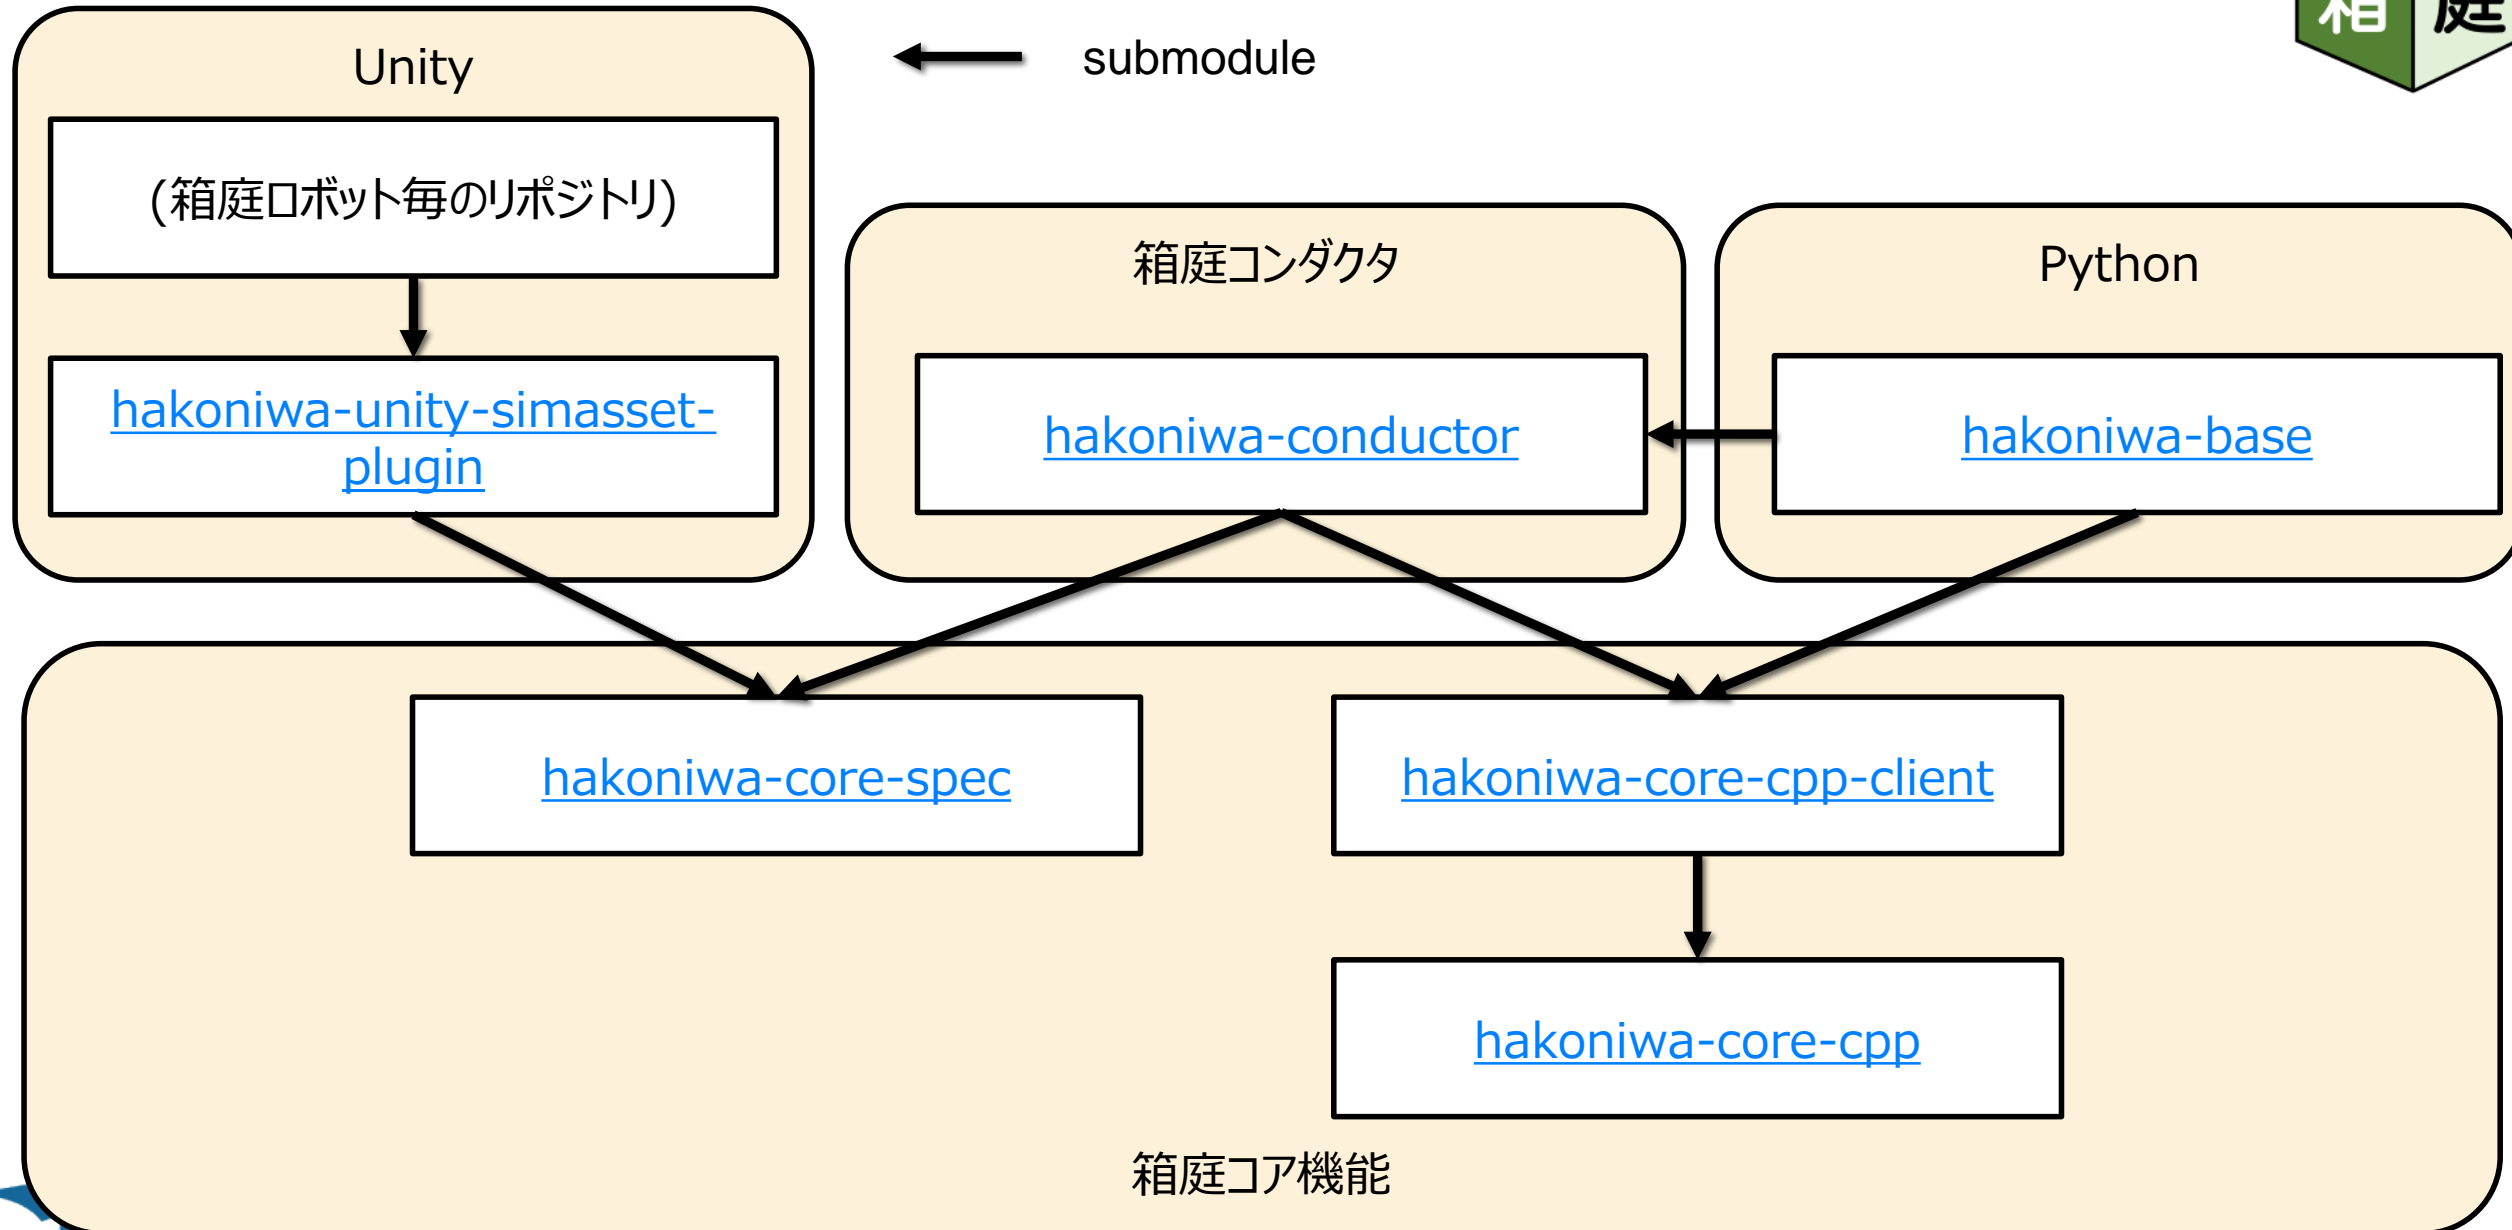 Unity
submodule
箱庭
(箱庭ロボット毎のリポジトリ)
箱庭コンダクタ
Python
hakoniwa-unity-simasset-
plugin
hakoniwa-conductor
hakoniwa-base
hakoniwa-core-spec
hakoniwa-core-cpp-client
hakoniwa-core-cpp
箱庭コア機能